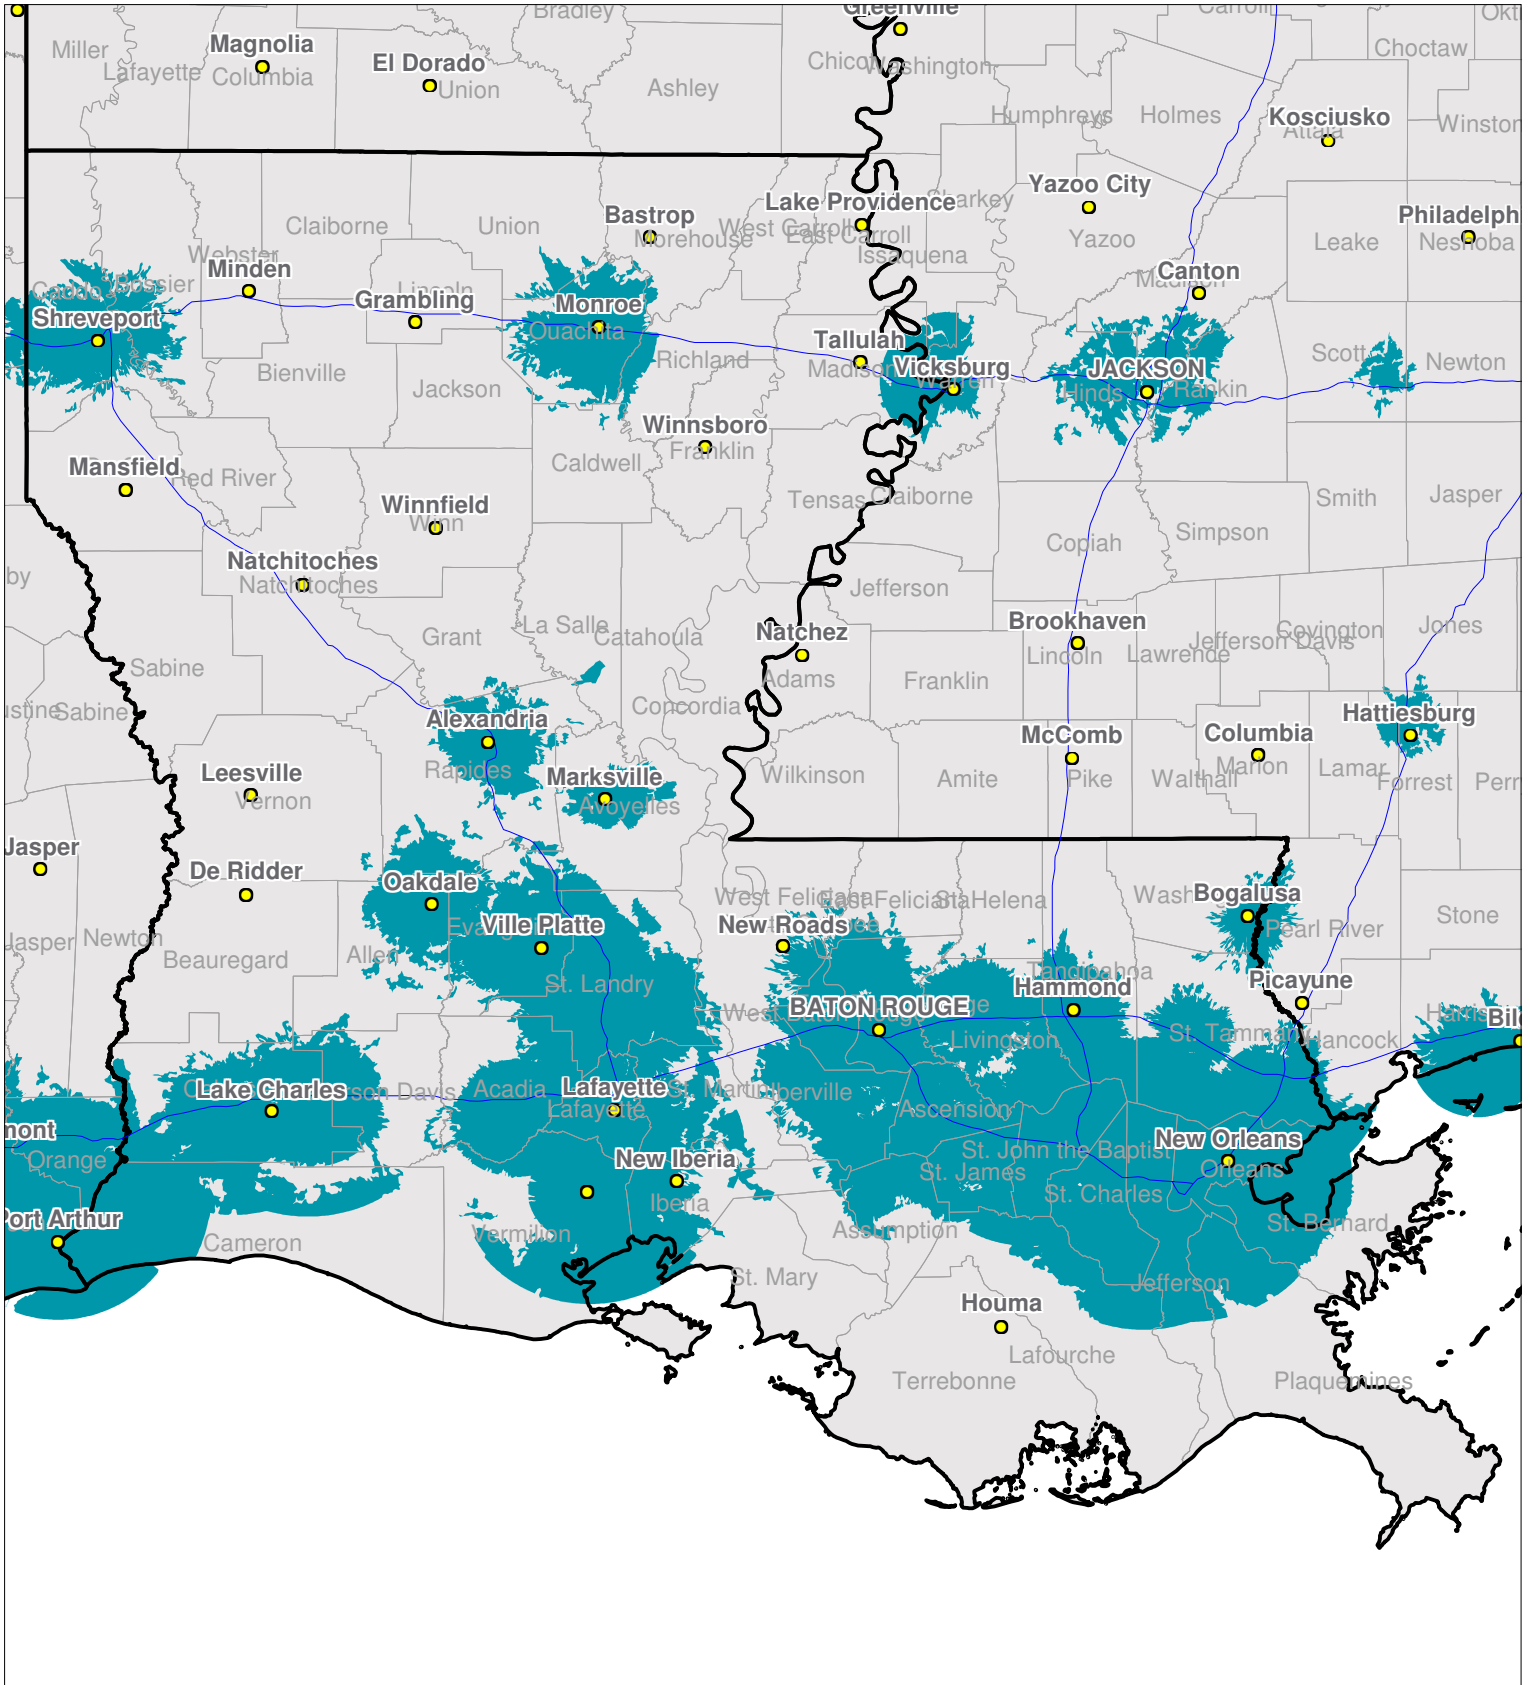 Bradley
Greenville
Carroll
Okt
Miller
Magnolia
Lafayette
Columbia
El Dorado
Union
Ashley
Chicot
Washington
Choctaw
Humphreys
Holmes
Kosciusko
Attala
Winston
Yazoo City
Yazoo
Sharkey
Lake Providence
West Carroll
East Carroll
Issaquena
Bastrop
Morehouse
Union
Claiborne
Webster
Minden
Bossier
Caddo
Shreveport
Lincoln
Grambling
Monroe
Ouachita
Leake
Philadelph
Neshoba
Canton
Madison
Tallulah
Madison
Vicksburg
Warren
JACKSON
Hinds
Rankin
Scott
Newton
Richland
Bienville
Jackson
Winnsboro
Franklin
Caldwell
Mansfield
Red River
Winnfield
Winn
Tensas
Claiborne
Smith
Jasper
Simpson
Copiah
Natchitoches
Natchitoches
by
Jefferson
Grant
La Salle
Catahoula
Natchez
Adams
Brookhaven
Lincoln
Lawrence
Jefferson Davis
Covington
Jones
Sabine
Franklin
Concordia
ustine
Sabine
Alexandria
Rapides
Hattiesburg
McComb
Pike
Columbia
Marion
Lamar
Forrest
Perr
Leesville
Vernon
Marksville
Avoyelles
Wilkinson
Amite
Walthall
Jasper
De Ridder
Oakdale
Evangeline
Ville Platte
West Feliciana
East Feliciana
St. Helena
New Roads
Bogalusa
Pearl River
Stone
Jasper
Newton
Beauregard
Allen
St. Landry
Tangipahoa
Hammond
Picayune
BATON ROUGE
Livingston
St. Tammany
Hancock
Harris
Bilo
Lake Charles
rson Davis
Acadia
Lafayette
Lafayette
St. Martin
Iberville
Ascension
mont
Orange
St. John the Baptist
New Orleans
Orleans
New Iberia
Iberia
St. James
St. Charles
St. Bernard
Port Arthur
Cameron
Vermilion
Assumption
St. Mary
Jefferson
Houma
Lafourche
Terrebonne
Plaquemines